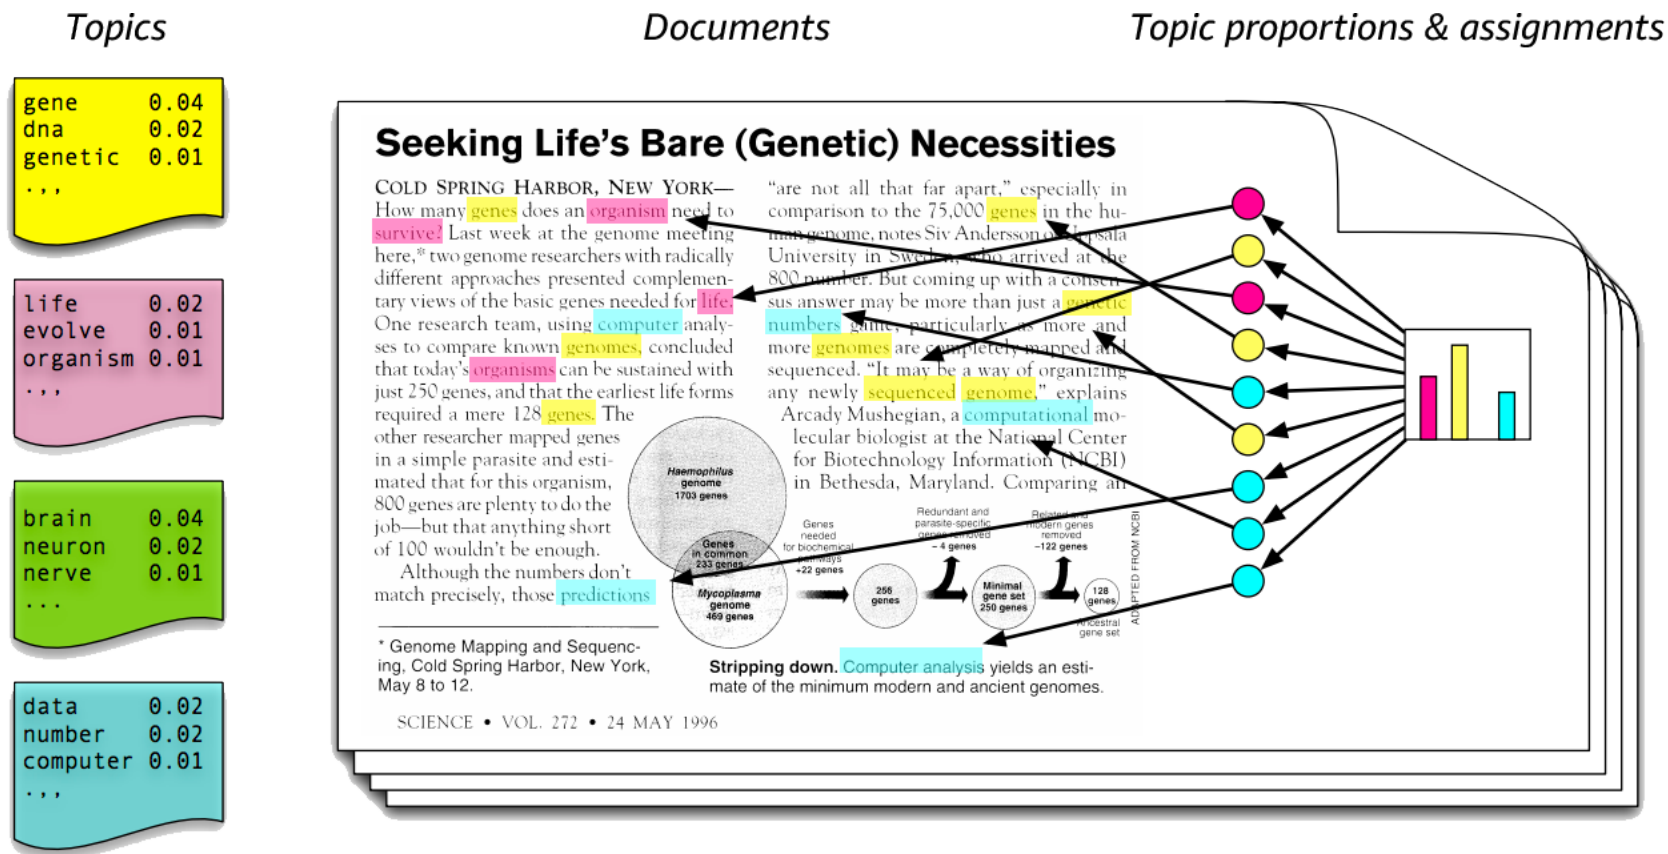 Topics
Documents
Topic proportions & assignments
gene 0.04
dna 0.02
genetic 0.01
.,,
life 0.02
evolve 0.01
organism 0.01
.,,
brain 0.04
neuron 0.02
nerve 0.01
...
data 0.02
number 0.02
computer 0.01
.,,
Seeking Life's Bare (Genetic) Necessities
COLD SPRING HARBOR, NEW YORK—
How many genes does an organism need to
survive? Last week at the genome meeting
here,* two genome researchers with radically
different approaches presented complemen-
tary views of the basic genes needed for life.
One research team, using computer analy-
ses to compare known genomes, concluded
that today's organisms can be sustained with
just 250 genes, and that the earliest life forms
required a mere 128 genes. The
other researcher mapped genes
in a simple parasite and esti-
mated that for this organism,
800 genes are plenty to do the
job—but that anything short
of 100 wouldn't be enough.
Although the numbers don't
match precisely, those predictions
* Genome Mapping and Sequenc-
ing, Cold Spring Harbor, New York,
May 8 to 12.
SCIENCE • VOL. 272 • 24 MAY 1996
"are not all that far apart," especially in
comparison to the 75,000 genes in the hu-
man genome, notes Siv Andersson of Uppsala
University in Sweden, who arrived at the
800 number. But coming up with a consen-
sus answer may be more than just a genetic
numbers game, particularly as more and
more genomes are completely mapped and
sequenced. "It may be a way of organizing
any newly sequenced genome," explains
Arcady Mushegian, a computational mo-
lecular biologist at the National Center
for Biotechnology Information (NCBI)
in Bethesda, Maryland. Comparing an
Haemophilus
genome
1703 genes
Genes
in common
233 genes
Mycoplasma
genome
469 genes
Genes
needed
for biochemical
pathways
+22 genes
256
genes
Redundant and
parasite-specific
genes removed
–4 genes
Minimal
gene set
250 genes
Related and
modern genes
removed
–122 genes
128
genes
Ancestral
gene set
ADAPTED FROM NCBI
Stripping down. Computer analysis yields an esti-
mate of the minimum modern and ancient genomes.